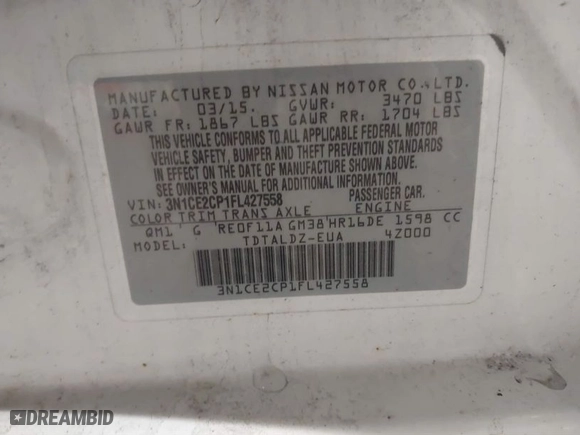 MANUFACTURED BY NISSAN MOTOR CO., LTD.
DATE: 03/15. GVWR: 3470 LBS
GAWR FR: 1867 LBS GAWR RR: 1704 LBS
THIS VEHICLE CONFORMS TO ALL APPLICABLE FEDERAL MOTOR
VEHICLE SAFETY, BUMPER AND THEFT PREVENTION STANDARDS
IN EFFECT ON THE DATE OF MANUFACTURE SHOWN ABOVE.
SEE OWNER'S MANUAL FOR ADDITIONAL INFORMATION.
VIN: 3N1CE2CP1FL427558 PASSENGER CAR.
COLOR TRIM TRANS AXLE ENGINE
QM1 G RE0F11A GM38 HR16DE 1598 CC
MODEL: TDTALDZ-EUA 4Z000
3N1CE2CP1FL427558
DREAMBID